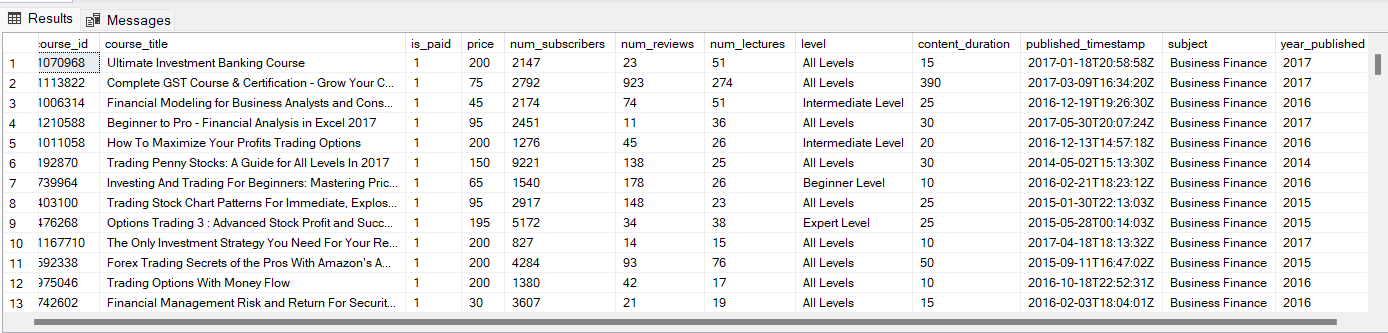 Results Messages
course_id course_title is_paid price num_subscribers num_reviews num_lectures level content_duration published_timestamp subject year_published
1 1070968 Ultimate Investment Banking Course 1 200 2147 23 51 All Levels 15 2017-01-18T20:58:58Z Business Finance 2017
2 1113822 Complete GST Course & Certification - Grow Your C... 1 75 2792 923 274 All Levels 390 2017-03-09T16:34:20Z Business Finance 2017
3 1006314 Financial Modeling for Business Analysts and Cons... 1 45 2174 74 51 Intermediate Level 25 2016-12-19T19:26:30Z Business Finance 2016
4 1210588 Beginner to Pro - Financial Analysis in Excel 2017 1 95 2451 11 36 All Levels 30 2017-05-30T20:07:24Z Business Finance 2017
5 1011058 How To Maximize Your Profits Trading Options 1 200 1276 45 26 Intermediate Level 20 2016-12-13T14:57:18Z Business Finance 2016
6 192870 Trading Penny Stocks: A Guide for All Levels In 2017 1 150 9221 138 25 All Levels 30 2014-05-02T15:13:30Z Business Finance 2014
7 739964 Investing And Trading For Beginners: Mastering Pric... 1 65 1540 178 26 Beginner Level 10 2016-02-21T18:23:12Z Business Finance 2016
8 403100 Trading Stock Chart Patterns For Immediate, Explos... 1 95 2917 148 23 All Levels 25 2015-01-30T22:13:03Z Business Finance 2015
9 476268 Options Trading 3 : Advanced Stock Profit and Succ... 1 195 5172 34 38 Expert Level 25 2015-05-28T00:14:03Z Business Finance 2015
10 1167710 The Only Investment Strategy You Need For Your Re... 1 200 827 14 15 All Levels 10 2017-04-18T18:13:32Z Business Finance 2017
11 592338 Forex Trading Secrets of the Pros With Amazon's A... 1 200 4284 93 76 All Levels 50 2015-09-11T16:47:02Z Business Finance 2015
12 975046 Trading Options With Money Flow 1 200 1380 42 17 All Levels 10 2016-10-18T22:52:31Z Business Finance 2016
13 742602 Financial Management Risk and Return For Securit... 1 30 3607 21 19 All Levels 15 2016-02-03T18:04:01Z Business Finance 2016